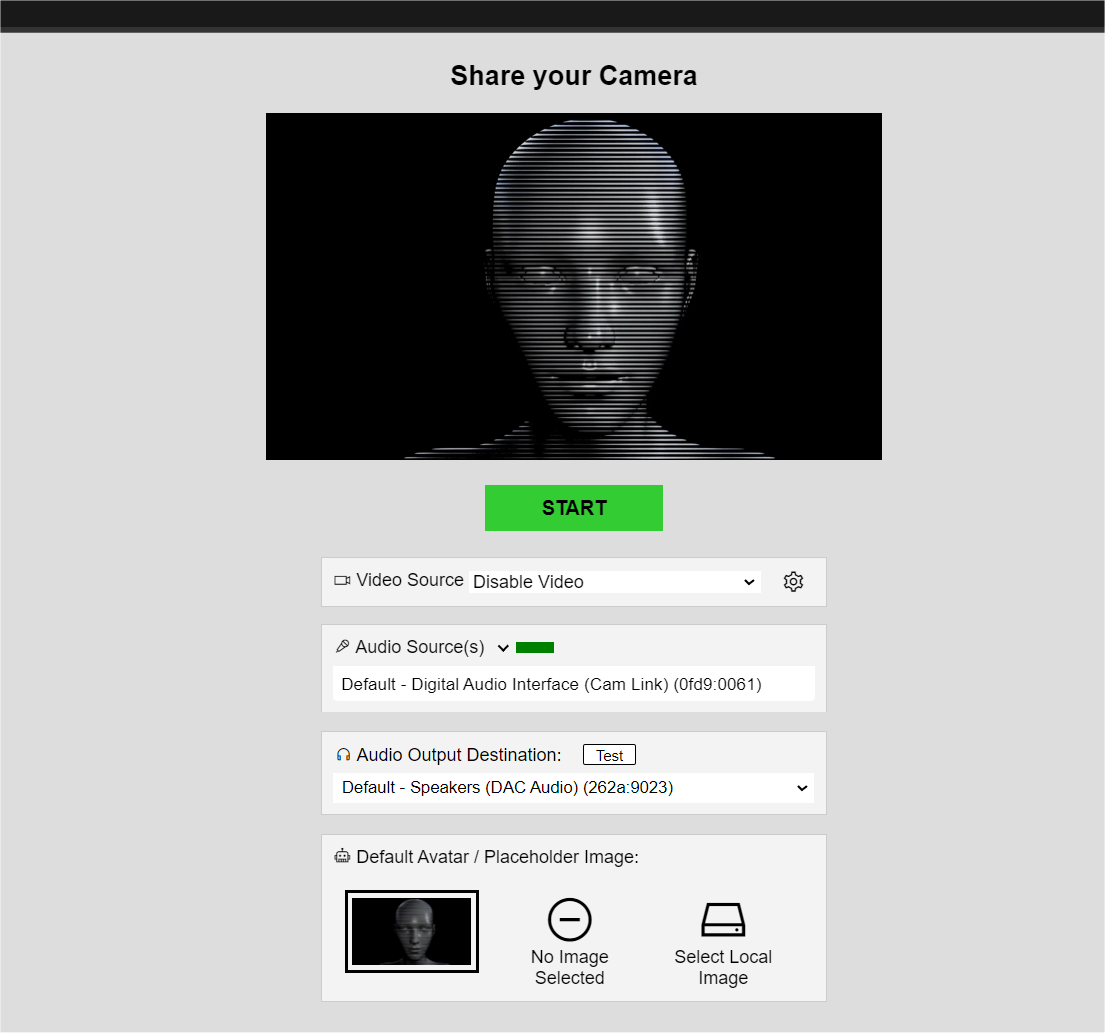 Share your Camera
START
Video Source Disable Video
Audio Source(s)
Default - Digital Audio Interface (Cam Link) (0fd9:0061)
Audio Output Destination: Test
Default - Speakers (DAC Audio) (262a:9023)
Default Avatar / Placeholder Image:
No Image
Selected
Select Local
Image